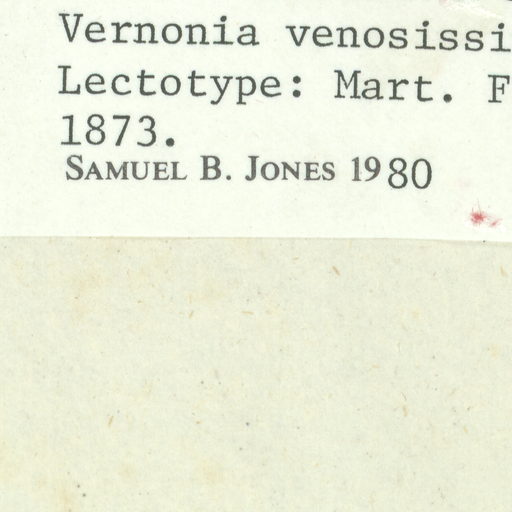 Vernonia venosissi
Lectotype: Mart. F
1873.
SAMUEL B. JONES 1980